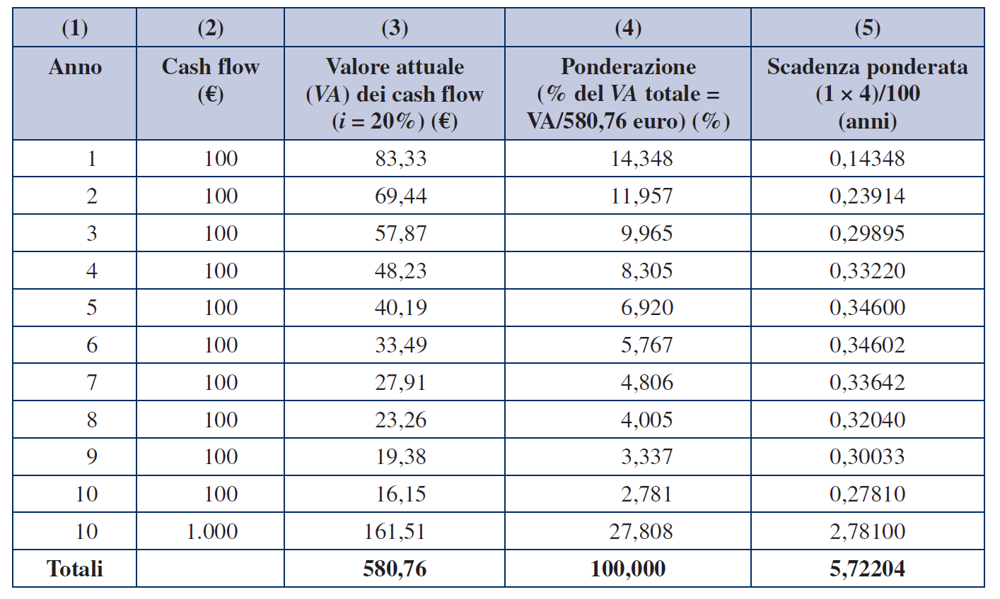 (1) (2) (3) (4) (5)
Anno Cash flow Valore attuale Ponderazione Scadenza ponderata
(€) (VA) dei cash flow (% del VA totale = (1 × 4)/100
(i = 20%) (€) VA/580,76 euro) (%) (anni)
1 100 83,33 14,348 0,14348
2 100 69,44 11,957 0,23914
3 100 57,87 9,965 0,29895
4 100 48,23 8,305 0,33220
5 100 40,19 6,920 0,34600
6 100 33,49 5,767 0,34602
7 100 27,91 4,806 0,33642
8 100 23,26 4,005 0,32040
9 100 19,38 3,337 0,30033
10 100 16,15 2,781 0,27810
10 1.000 161,51 27,808 2,78100
Totali 580,76 100,000 5,72204